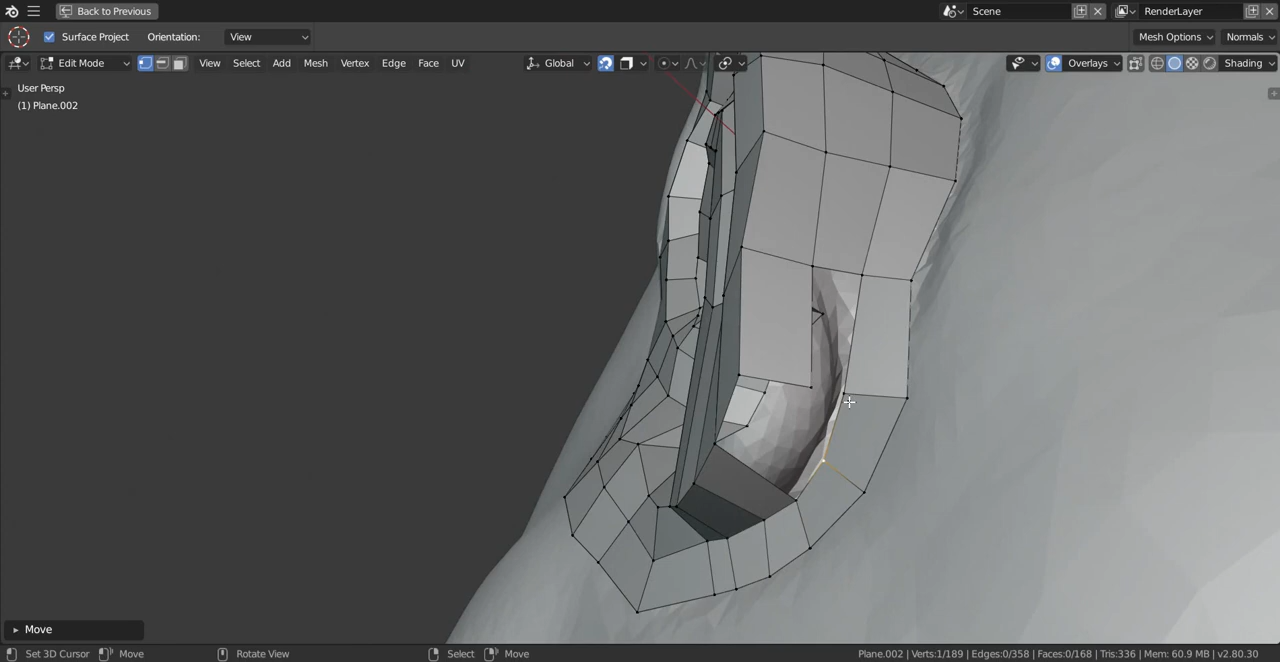 Back to Previous
Scene
RenderLayer
Surface Project
Orientation:
View
Mesh Options
Normals
Edit Mode
View
Select
Add
Mesh
Vertex
Edge
Face
UV
Global
Overlays
Shading
User Persp
(1) Plane.002
Move
Set 3D Cursor
Move
Rotate View
Select
Move
Plane.002 | Verts:1/189 | Edges:0/358 | Faces:0/168 | Tris:336 | Mem: 60.9 MB | v2.80.30